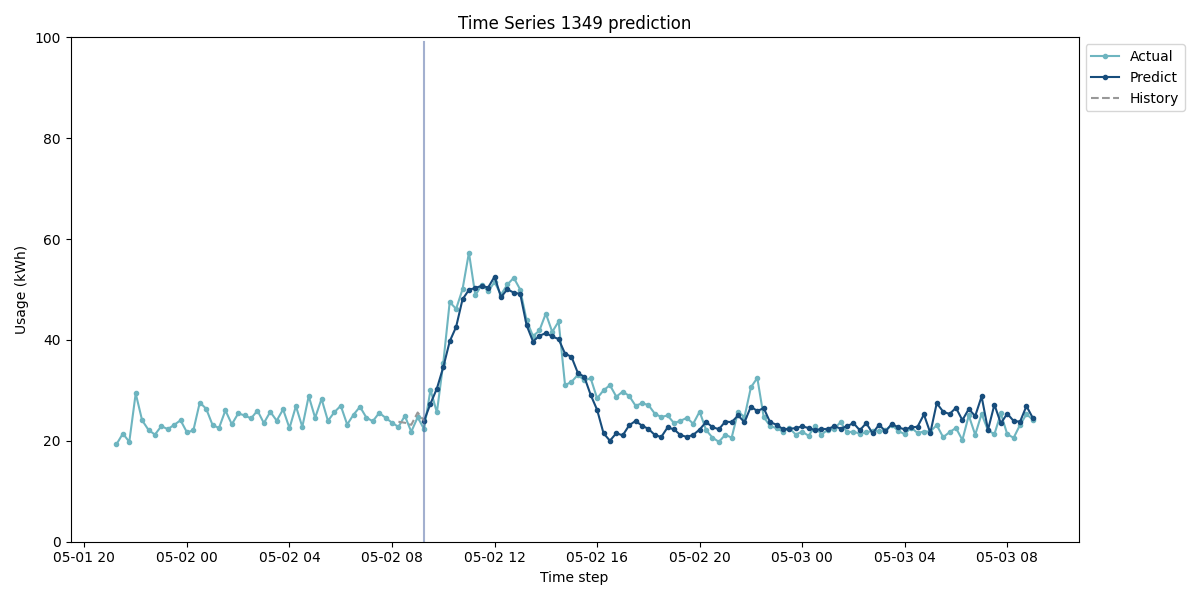 Time Series 1349 prediction
100
80
60
40
20
0
Usage (kWh)
05-01 20
05-02 00
05-02 04
05-02 08
05-02 12
05-02 16
05-02 20
05-03 00
05-03 04
05-03 08
Time step
Actual
Predict
History